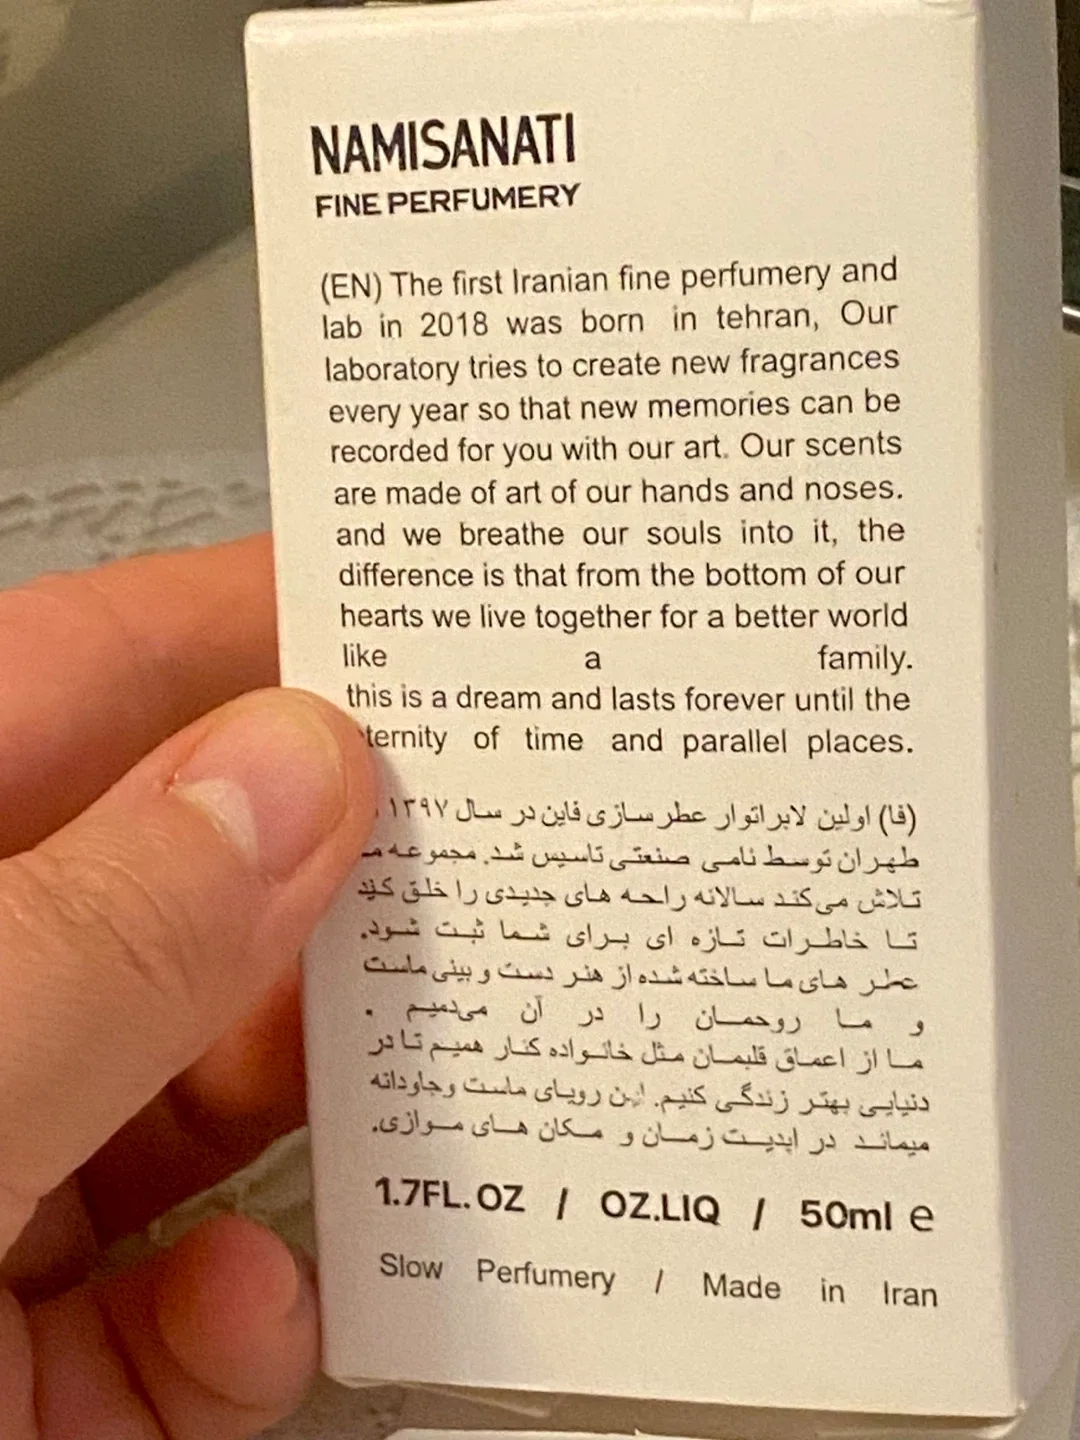 NAMISANATI
FINE PERFUMERY
(EN) The first Iranian fine perfumery and
lab in 2018 was born in tehran, Our
laboratory tries to create new fragrances
every year so that new memories can be
recorded for you with our art. Our scents
are made of art of our hands and noses.
and we breathe our souls into it, the
difference is that from the bottom of our
hearts we live together for a better world
like a family.
this is a dream and lasts forever until the
ternity of time and parallel places.
(فا) اولین لابراتوار عطرسازی فاین در سال ۱۳۹۷
طهران توسط نامی صنعتی تاسیس شد. مجموعه
تلاش می‌کند سالانه راحه های جدیدی را خلق کند
تا خاطرات تازه ای برای شما ثبت شود.
عطر های ما ساخته شده از هنر دست و بینی ماست
و ما روحمان را در آن می‌دمیم .
ما از اعماق قلبمان مثل خانواده کنار همیم تا در
دنیایی بهتر زندگی کنیم. این رویای ماست وجاودانه
میماند در ابدیت زمان و مکان های موازی.
1.7FL.OZ / OZ.LIQ / 50ml e
Slow Perfumery / Made in Iran